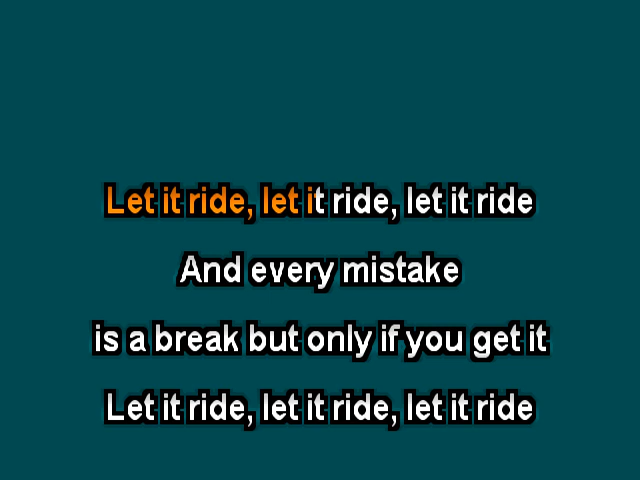 Let it ride, let it ride, let it ride
And every mistake
is a break but only if you get it
Let it ride, let it ride, let it ride